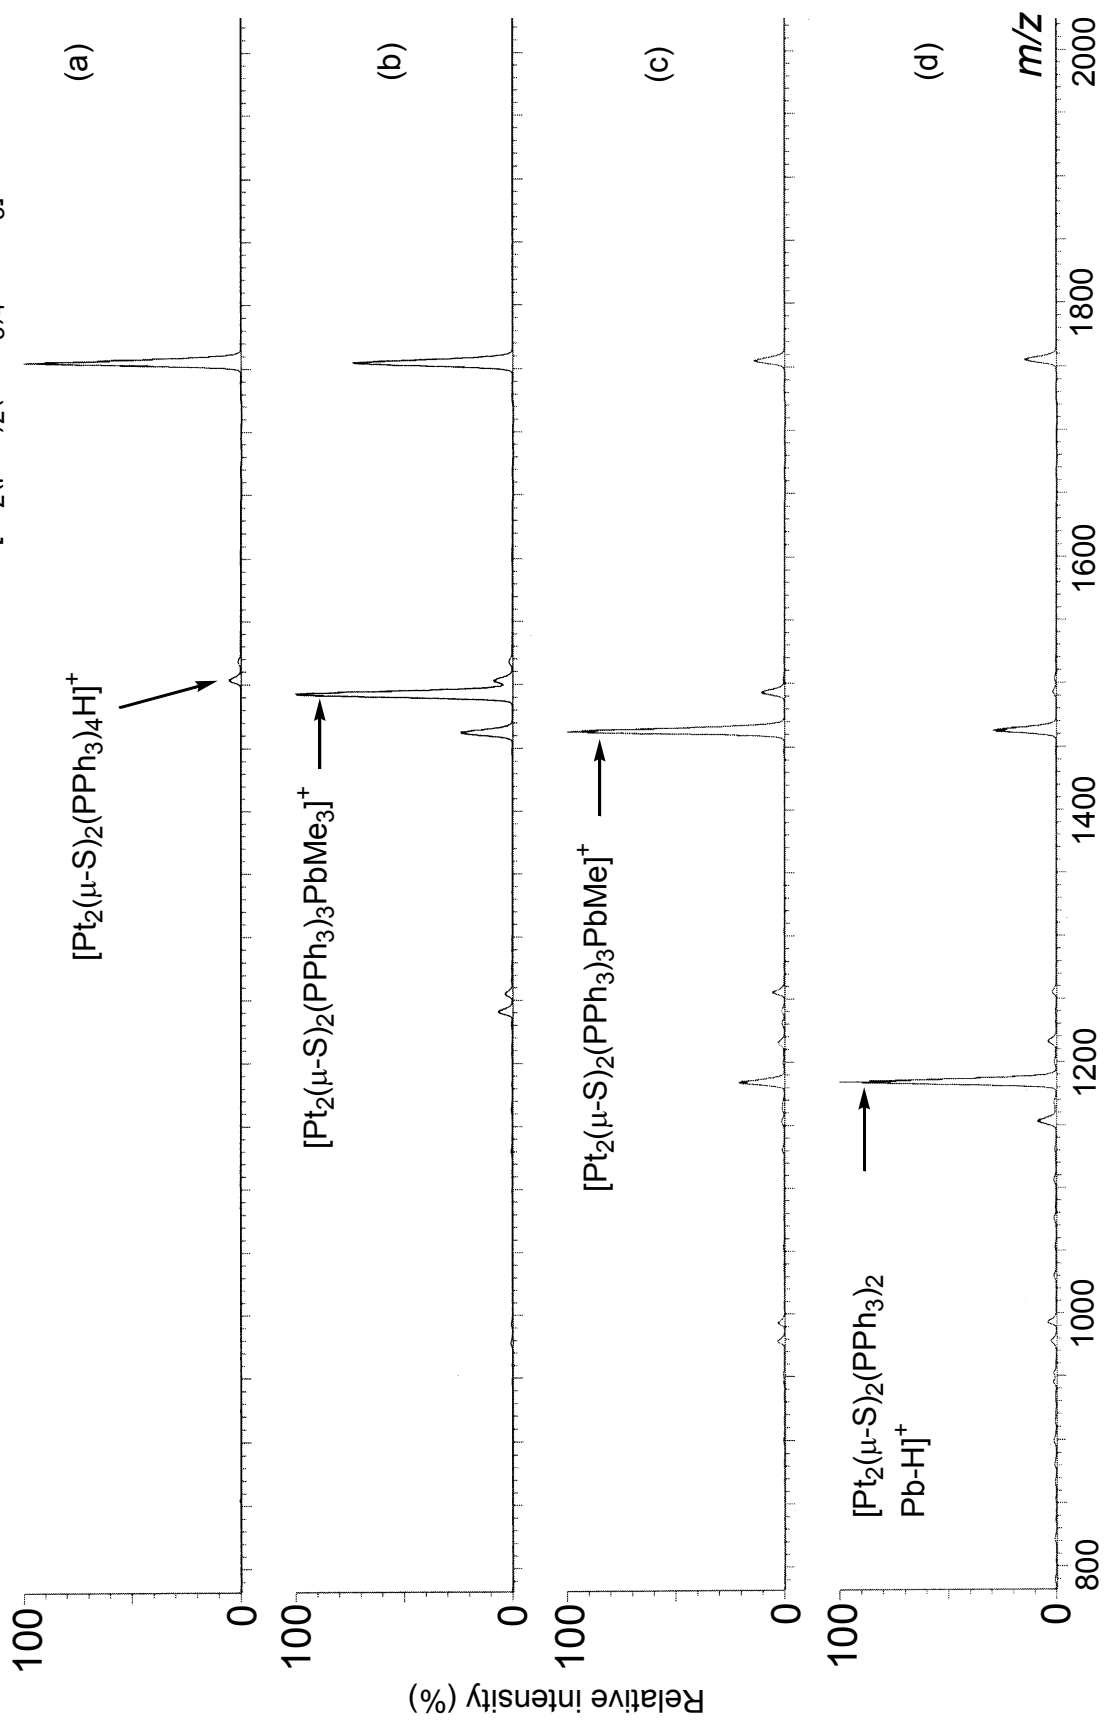 (a)
[Pt2(μ-S)2(PPh3)4H]+
100
0
(b)
[Pt2(μ-S)2(PPh3)3PbMe3]+
100
0
(c)
[Pt2(μ-S)2(PPh3)3PbMe]+
100
0
(d)
[Pt2(μ-S)2(PPh3)2
Pb-H]+
100
0
Relative intensity (%)
800 1000 1200 1400 1600 1800 2000
m/z